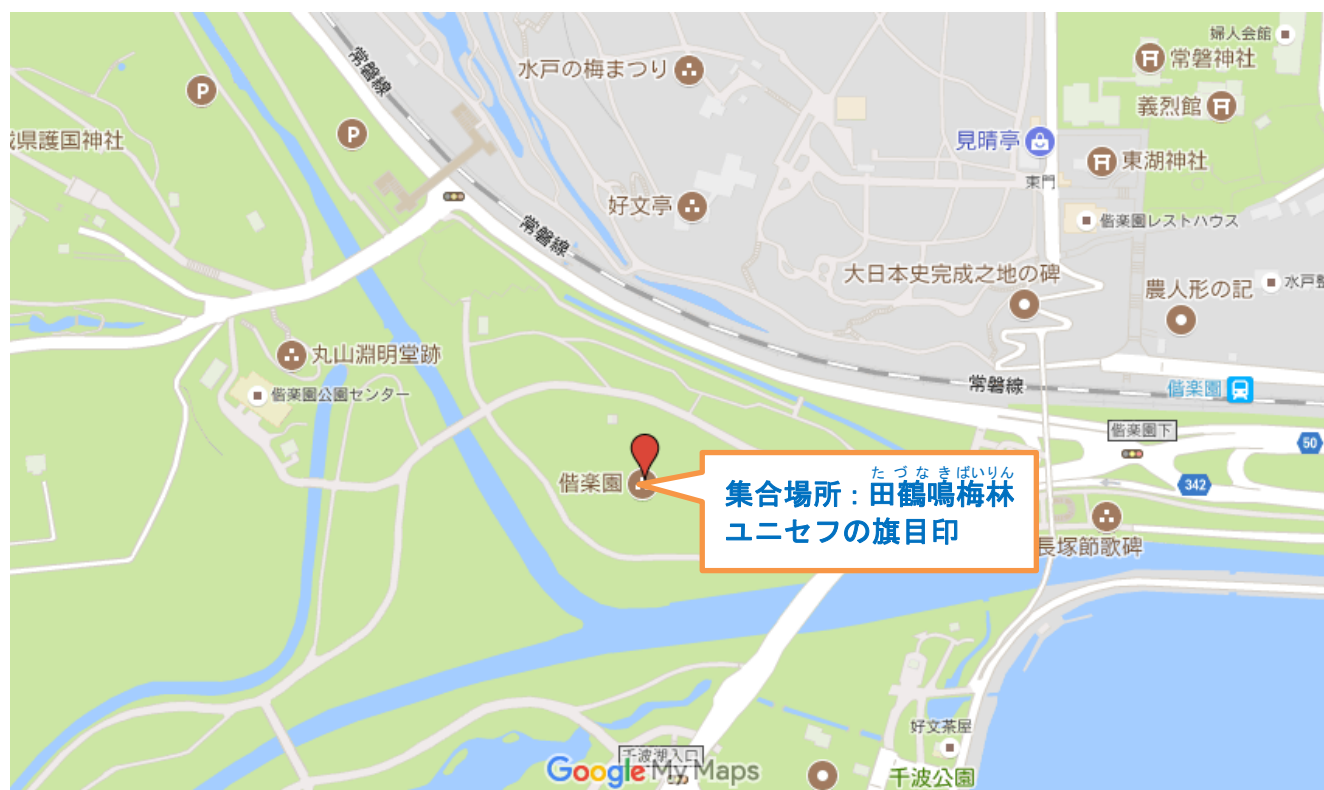 婦人会館
常磐神社
水戸の梅まつり
常磐線
義烈館
県護国神社
見晴亭
東湖神社
東門
好文亭
偕楽園レストハウス
常磐線
大日本史完成之地の碑
農人形の記
水戸
丸山淵明堂跡
常磐線
偕楽園
偕楽園公園センター
偕楽園下
50
たづなきばいりん
集合場所:田鶴鳴梅林
ユニセフの旗目印
偕楽園
342
長塚節歌碑
好文茶屋
千波湖入口
Google My Maps
千波公園